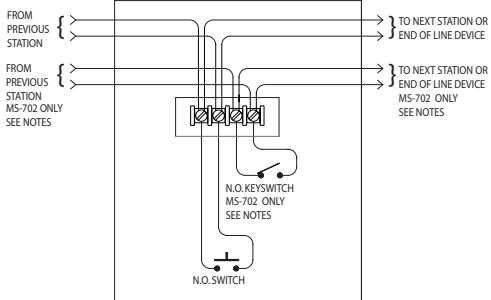 FROM
PREVIOUS
STATION
TO NEXT STATION OR
END OF LINE DEVICE
FROM
PREVIOUS
STATION
MS-702 ONLY
SEE NOTES
TO NEXT STATION OR
END OF LINE DEVICE
MS-702 ONLY
SEE NOTES
N.O. KEYSWITCH
MS-702 ONLY
SEE NOTES
N.O. SWITCH